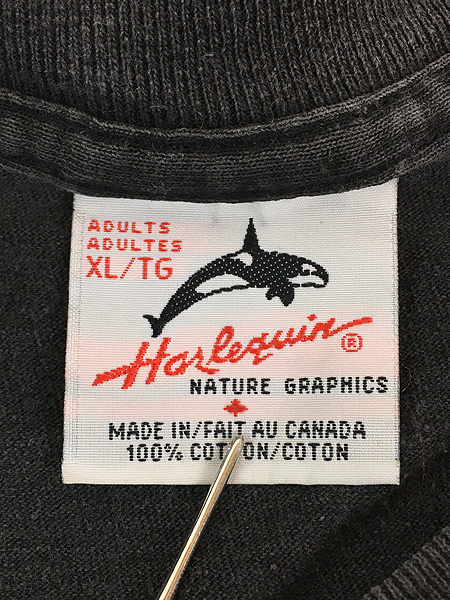 ADULTS
ADULTES
XL/TG
Harlequin ®
NATURE GRAPHICS
MADE IN/FAIT AU CANADA
100% COTTON/COTON